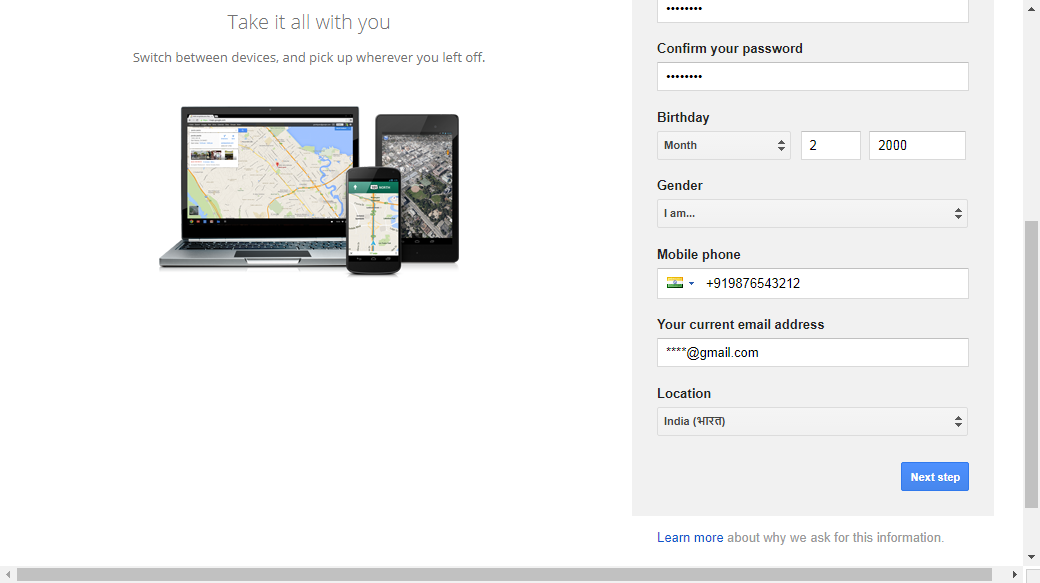 Take it all with you
Switch between devices, and pick up wherever you left off.
••••••••
Confirm your password
••••••••
Birthday
Month
2
2000
Gender
I am...
Mobile phone
+919876543212
Your current email address
****@gmail.com
Location
India (भारत)
Next step
Learn more about why we ask for this information.